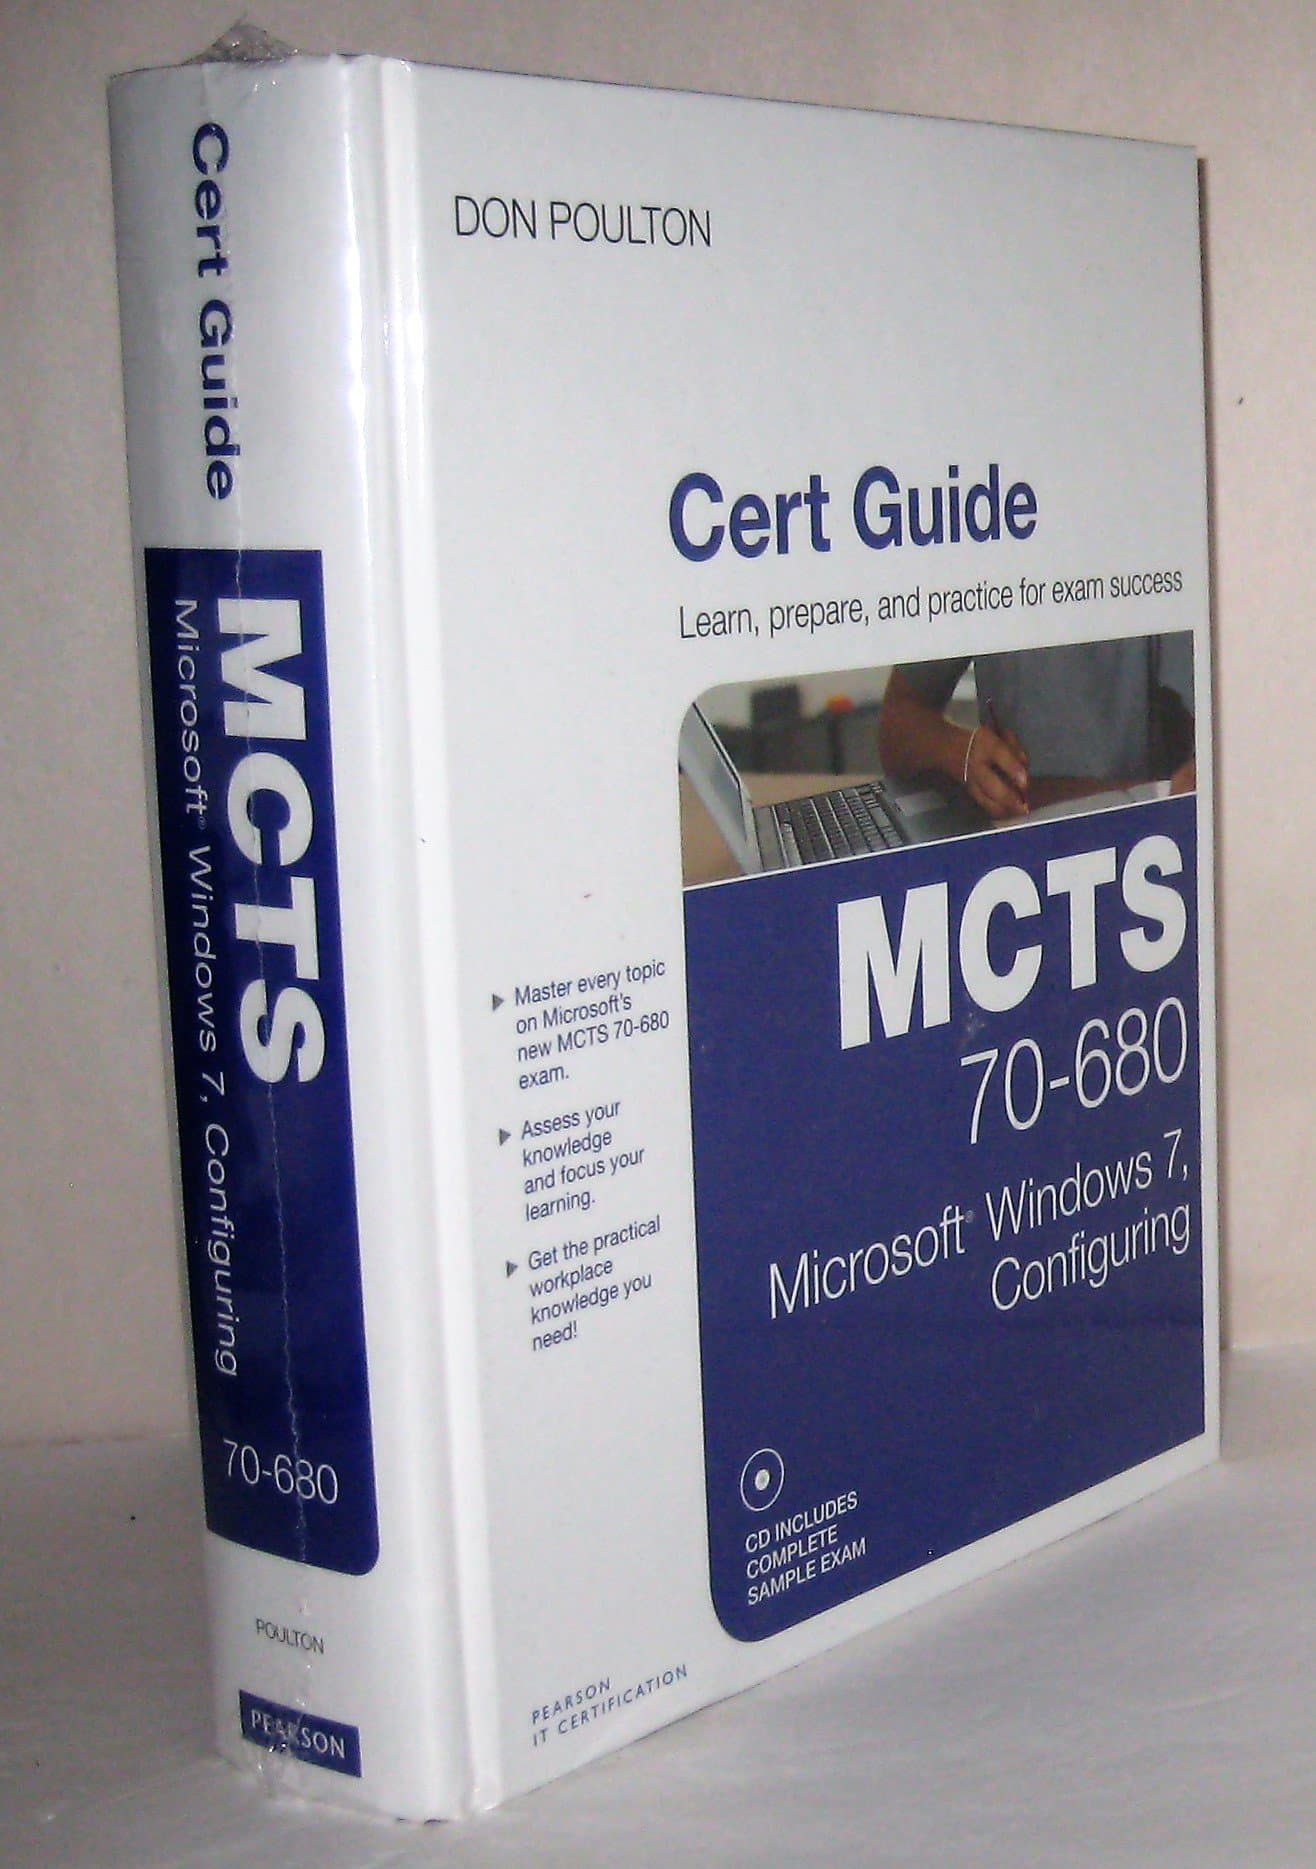 Cert Guide
MCTS
Microsoft® Windows 7, Configuring
70-680
POULTON
PEARSON
DON POULTON
Cert Guide
Learn, prepare, and practice for exam success
MCTS
70-680
Microsoft® Windows 7,
Configuring
Master every topic
on Microsoft's
new MCTS 70-680
exam.
Assess your
knowledge
and focus your
learning.
Get the practical
workplace
knowledge you
need!
CD INCLUDES
COMPLETE
SAMPLE EXAM
PEARSON
IT CERTIFICATION